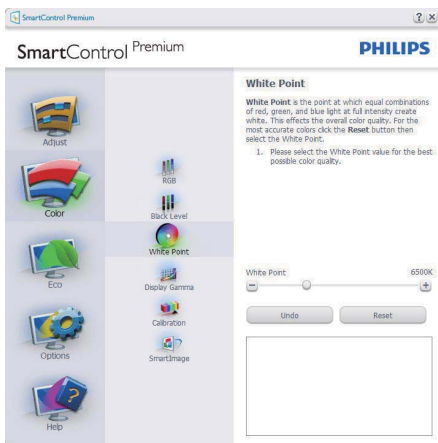 SmartControl Premium
SmartControl Premium
PHILIPS
Adjust
Color
Eco
Options
Help
RGB
Black Level
White Point
Display Gamma
Calibration
SmartImage
White Point
White Point is the point at which equal combinations
of red, green, and blue light at full intensity create
white. This effects the overall color quality. For the
most accurate colors click the Reset button then
select the White Point.
1. Please select the White Point value for the best
possible color quality.
White Point 6500K
Undo Reset